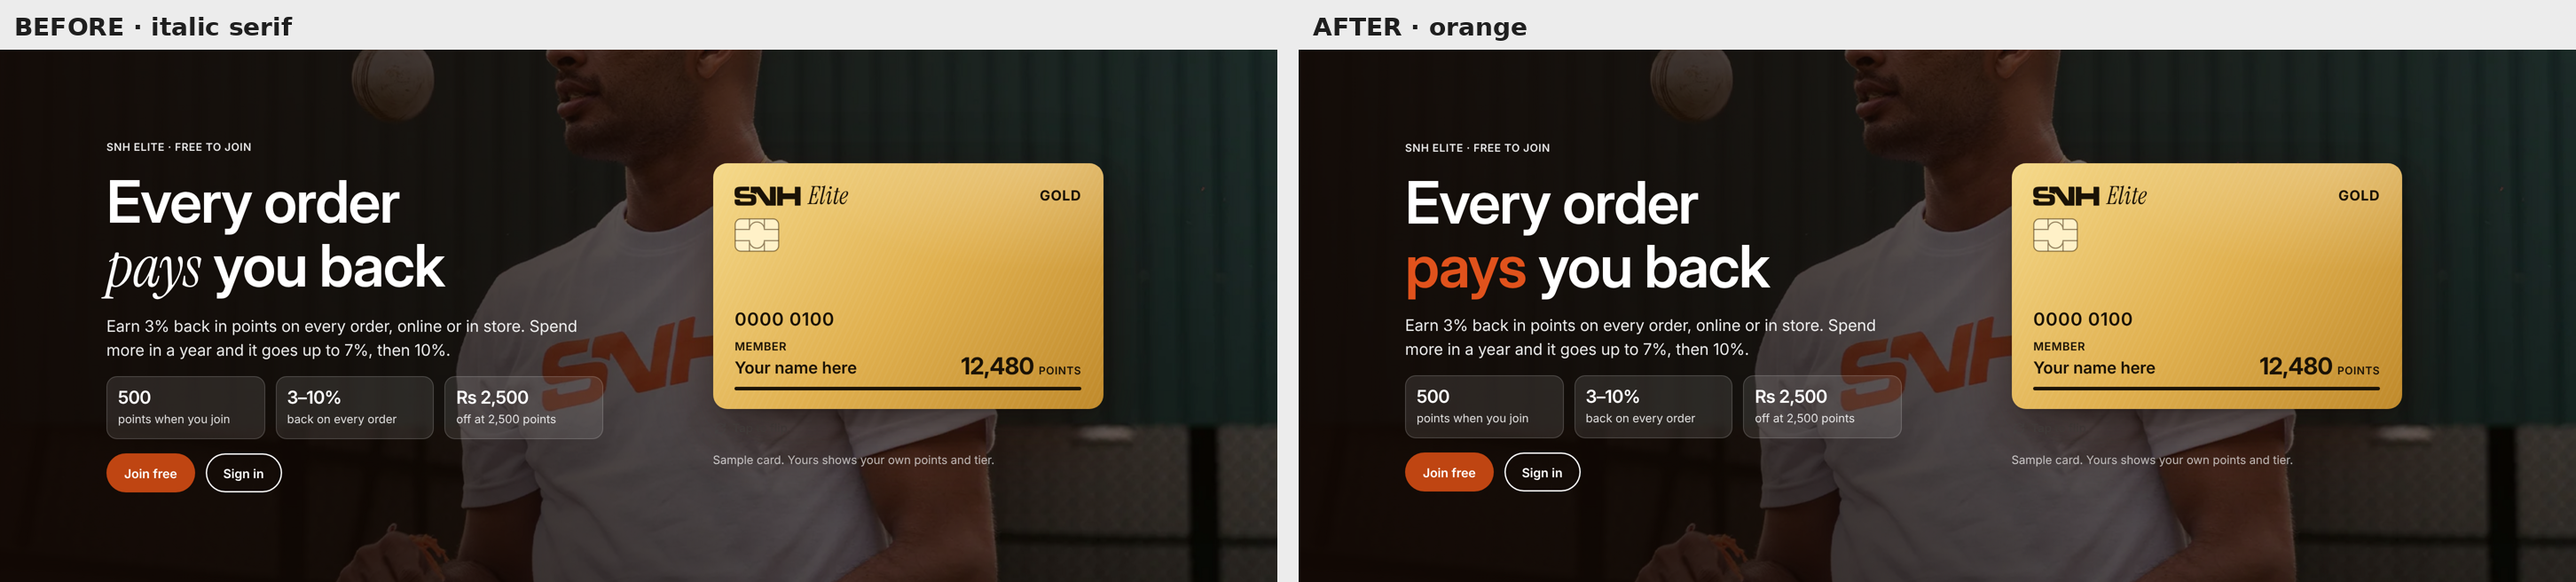 BEFORE · italic serif
SNH ELITE · FREE TO JOIN
Every order
pays you back
Earn 3% back in points on every order, online or in store. Spend
more in a year and it goes up to 7%, then 10%.
500
points when you join
3–10%
back on every order
Rs 2,500
off at 2,500 points
Join free
Sign in
SNH
SNH Elite
GOLD
0000 0100
MEMBER
Your name here
12,480 POINTS
Sample card. Yours shows your own points and tier.
AFTER · orange
SNH ELITE · FREE TO JOIN
Every order
pays you back
Earn 3% back in points on every order, online or in store. Spend
more in a year and it goes up to 7%, then 10%.
500
points when you join
3–10%
back on every order
Rs 2,500
off at 2,500 points
Join free
Sign in
SNH
SNH Elite
GOLD
0000 0100
MEMBER
Your name here
12,480 POINTS
Sample card. Yours shows your own points and tier.